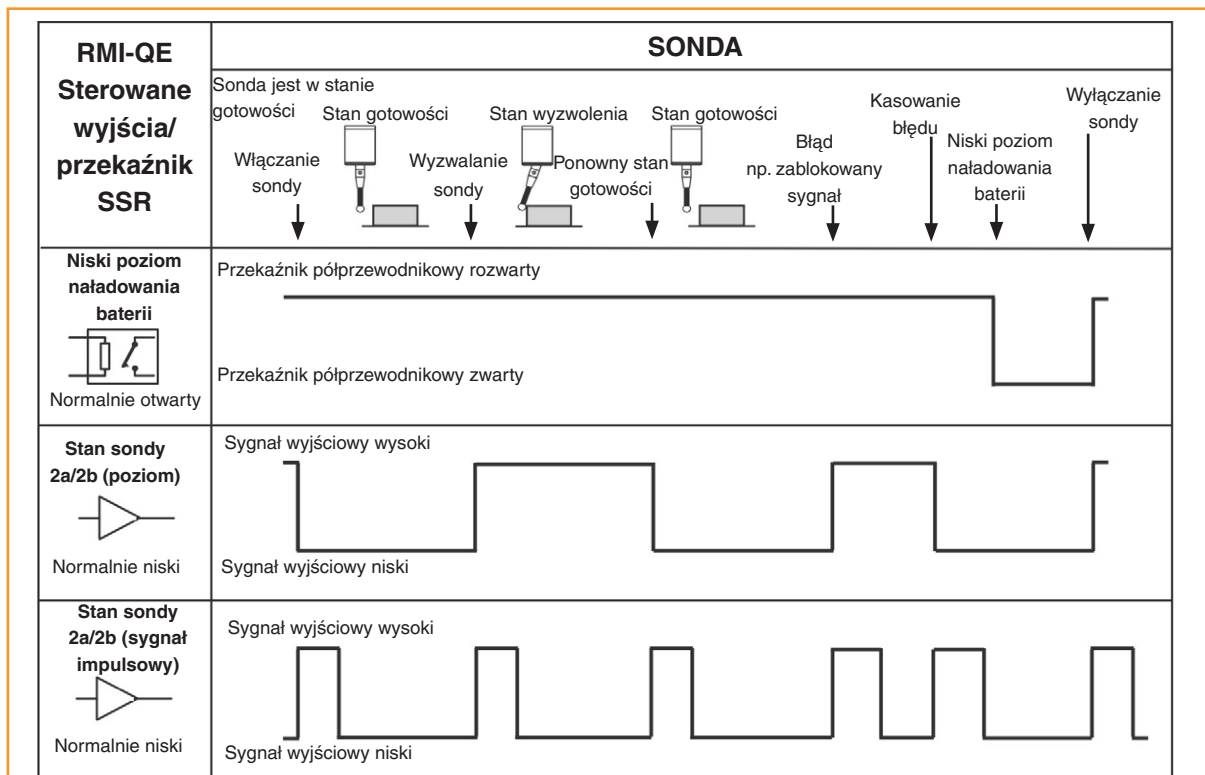 RMI-QE
Sterowane
wyjścia/
przekaźnik
SSR
SONDA
Sonda jest w stanie
gotowości
Włączanie
sondy
Stan gotowości
Wyzwalanie
sondy
Stan wyzwolenia
Ponowny stan
gotowości
Stan gotowości
Błąd
np. zablokowany
sygnał
Kasowanie
błędu
Niski poziom
naładowania
baterii
Wyłączanie
sondy
Niski poziom
naładowania
baterii
Normalnie otwarty
Przekaźnik półprzewodnikowy rozwarty
Przekaźnik półprzewodnikowy zwarty
Stan sondy
2a/2b (poziom)
Normalnie niski
Sygnał wyjściowy wysoki
Sygnał wyjściowy niski
Stan sondy
2a/2b (sygnał
impulsowy)
Normalnie niski
Sygnał wyjściowy wysoki
Sygnał wyjściowy niski